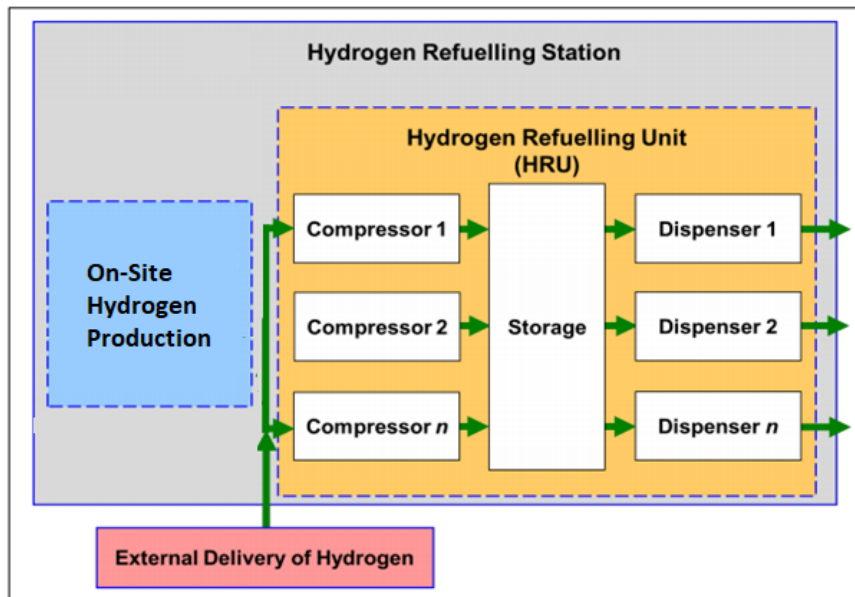 Hydrogen Refuelling Station
Hydrogen Refuelling Unit
(HRU)
On-Site
Hydrogen
Production
Compressor 1
Compressor 2
Compressor n
Storage
Dispenser 1
Dispenser 2
Dispenser n
External Delivery of Hydrogen